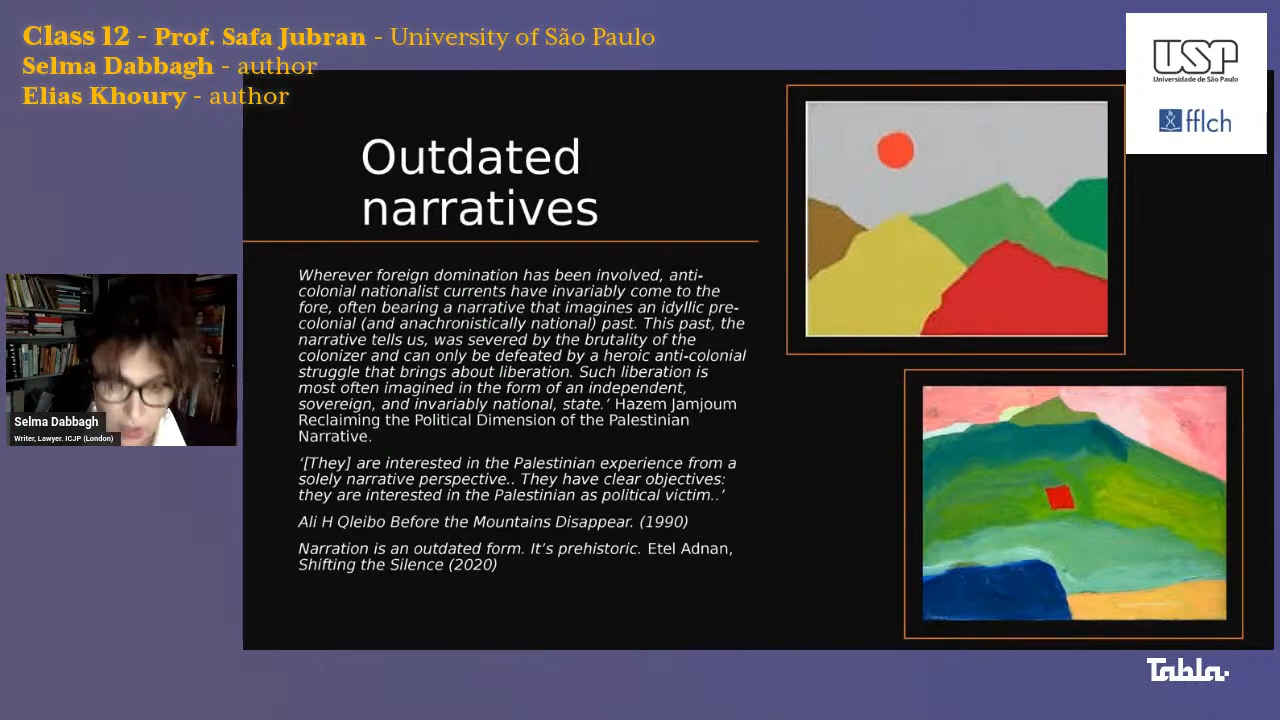 Class 12 - Prof. Safa Jubran - University of São Paulo
Selma Dabbagh - author
Elias Khoury - author
USP
Universidade de São Paulo
fflch
Outdated
narratives
Wherever foreign domination has been involved, anti-
colonial nationalist currents have invariably come to the
fore, often bearing a narrative that imagines an idyllic pre-
colonial (and anachronistically national) past. This past, the
narrative tells us, was severed by the brutality of the
colonizer and can only be defeated by a heroic anti-colonial
struggle that brings about liberation. Such liberation is
most often imagined in the form of an independent,
sovereign, and invariably national, state.’ Hazem Jamjoum
Reclaiming the Political Dimension of the Palestinian
Narrative.
‘[They] are interested in the Palestinian experience from a
solely narrative perspective.. They have clear objectives:
they are interested in the Palestinian as political victim..’
Ali H Qleibo Before the Mountains Disappear. (1990)
Narration is an outdated form. It’s prehistoric. Etel Adnan,
Shifting the Silence (2020)
Selma Dabbagh
Writer, Lawyer. ICJP (London)
Tabla.